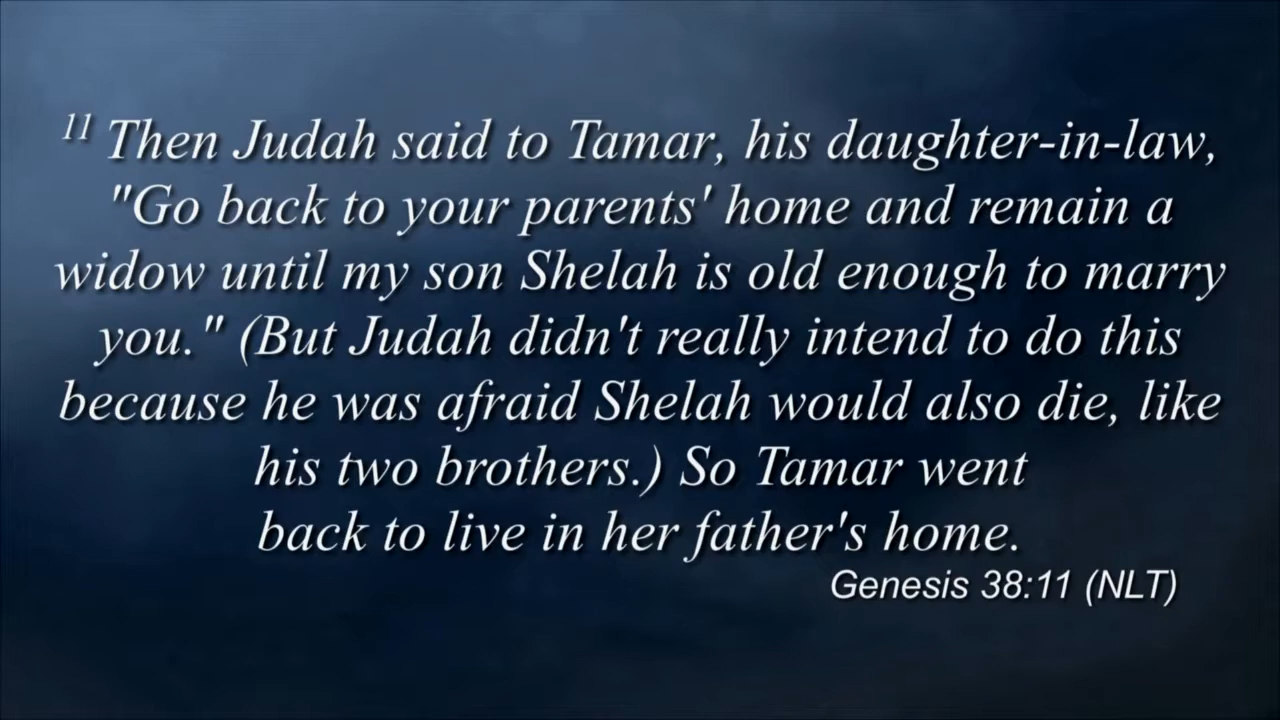 11 Then Judah said to Tamar, his daughter-in-law,
"Go back to your parents' home and remain a
widow until my son Shelah is old enough to marry
you." (But Judah didn't really intend to do this
because he was afraid Shelah would also die, like
his two brothers.) So Tamar went
back to live in her father's home.
Genesis 38:11 (NLT)